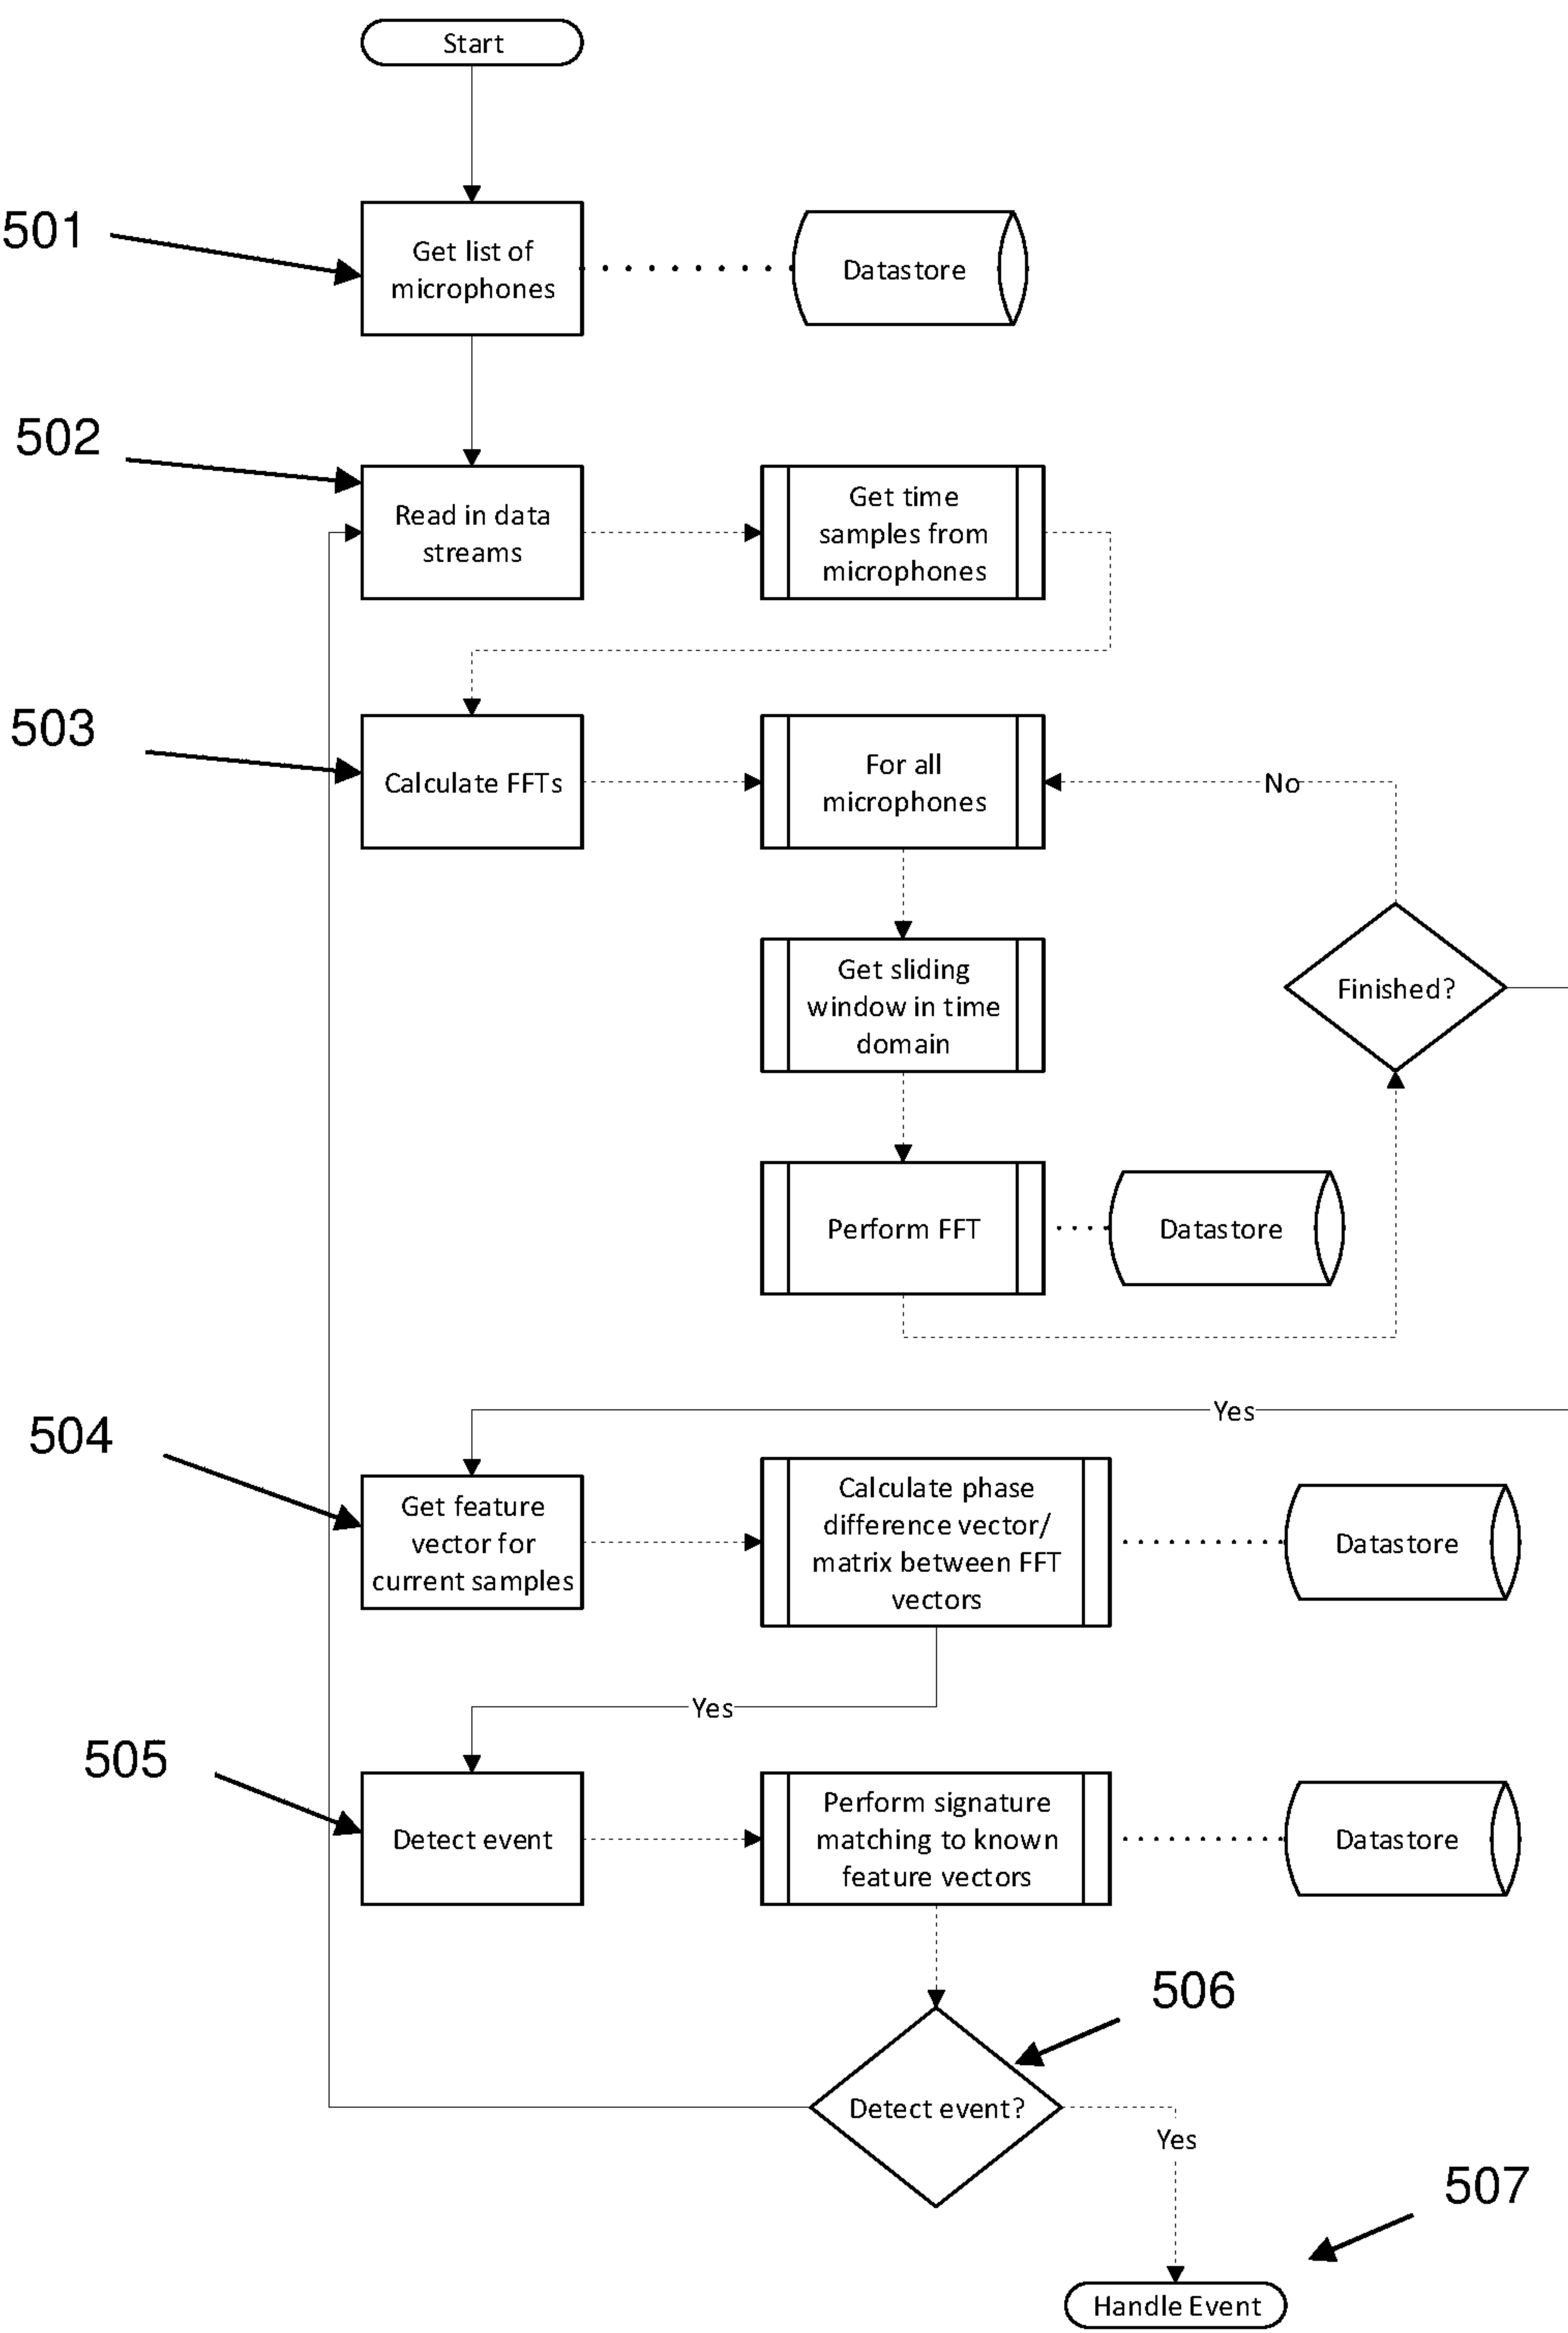 Start
501
Get list of
microphones
Datastore
502
Read in data
streams
Get time
samples from
microphones
503
Calculate FFTs
For all
microphones
No
Get sliding
window in time
domain
Finished?
Perform FFT
Datastore
Yes
504
Get feature
vector for
current samples
Calculate phase
difference vector/
matrix between FFT
vectors
Datastore
Yes
505
Detect event
Perform signature
matching to known
feature vectors
Datastore
506
Detect event?
Yes
507
Handle Event